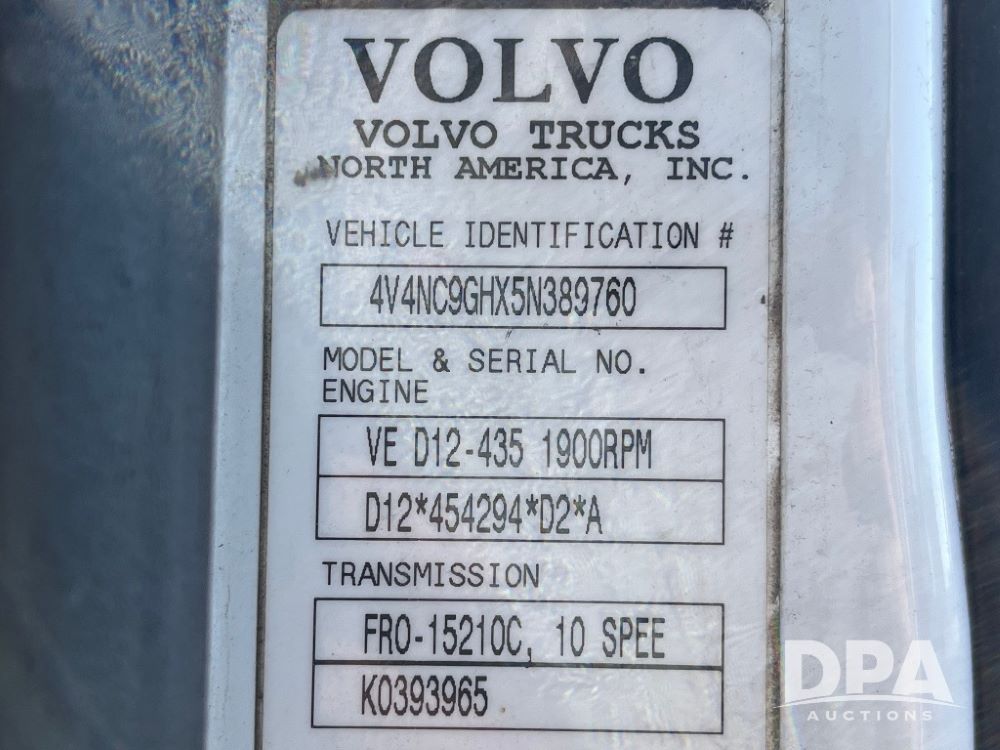 VOLVO
VOLVO TRUCKS
NORTH AMERICA, INC.
VEHICLE IDENTIFICATION #
4V4NC9GHX5N389760
MODEL & SERIAL NO.
ENGINE
VE D12-435 1900RPM
D12*454294*D2*A
TRANSMISSION
FRO-15210C, 10 SPEE
K0393965
DPA
AUCTIONS